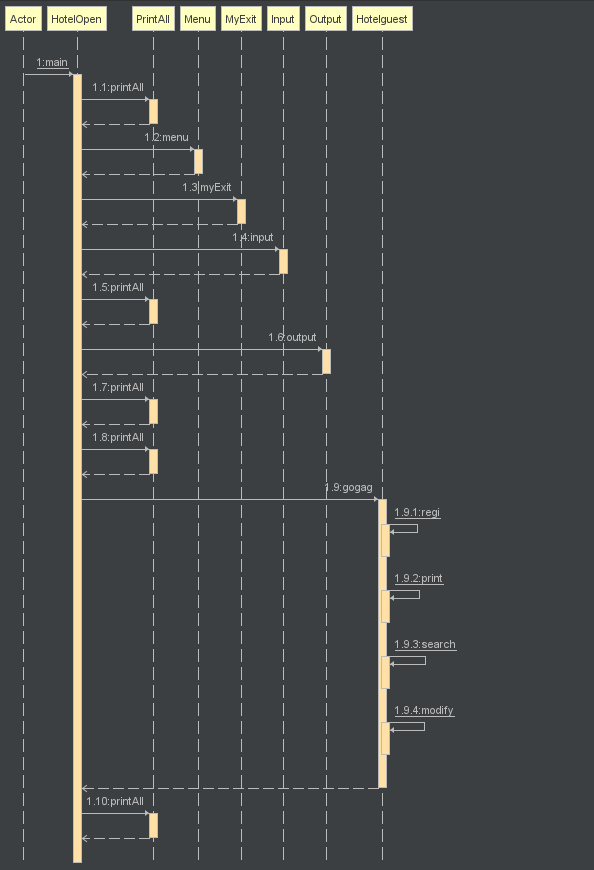 Actor HotelOpen PrintAll Menu MyExit Input Output Hotelguest
1:main
1.1:printAll
1.2:menu
1.3:myExit
1.4:input
1.5:printAll
1.6:output
1.7:printAll
1.8:printAll
1.9:gogag
1.9.1:regi
1.9.2:print
1.9.3:search
1.9.4:modify
1.10:printAll